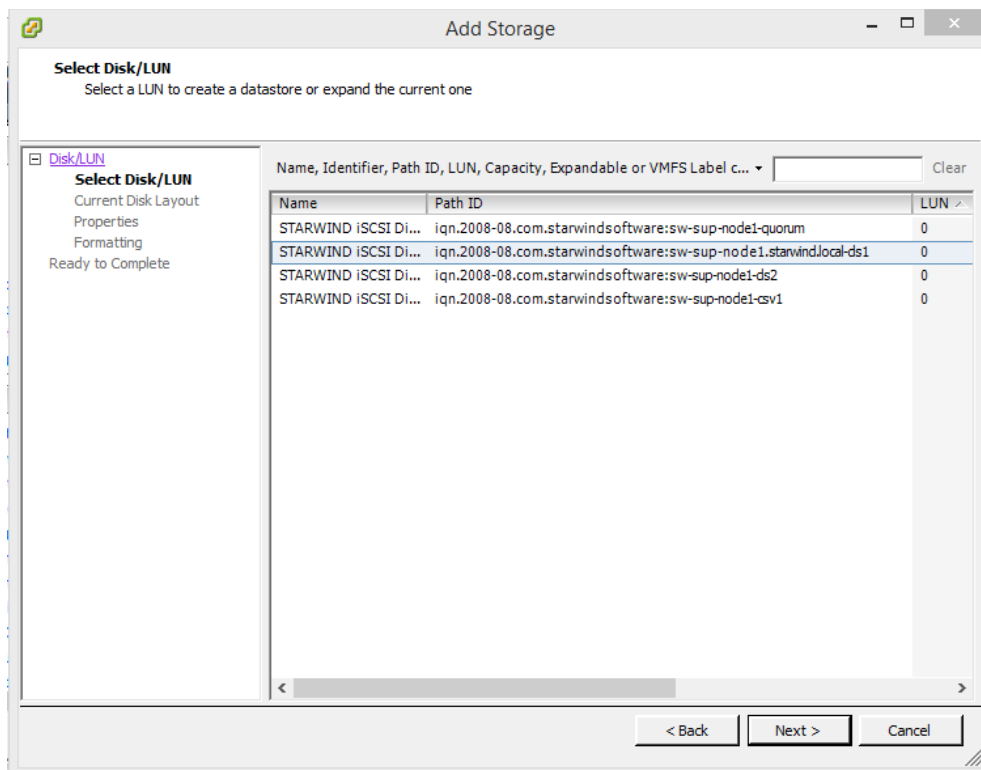 Add Storage
Select Disk/LUN
Select a LUN to create a datastore or expand the current one
Disk/LUN
Select Disk/LUN
Current Disk Layout
Properties
Formatting
Ready to Complete
Name, Identifier, Path ID, LUN, Capacity, Expandable or VMFS Label c... Clear
Name Path ID LUN
STARWIND iSCSI Di... iqn.2008-08.com.starwindsoftware:sw-sup-node1-quorum 0
STARWIND iSCSI Di... iqn.2008-08.com.starwindsoftware:sw-sup-node1.starwind.local-ds1 0
STARWIND iSCSI Di... iqn.2008-08.com.starwindsoftware:sw-sup-node1-ds2 0
STARWIND iSCSI Di... iqn.2008-08.com.starwindsoftware:sw-sup-node1-csv1 0
< Back Next > Cancel